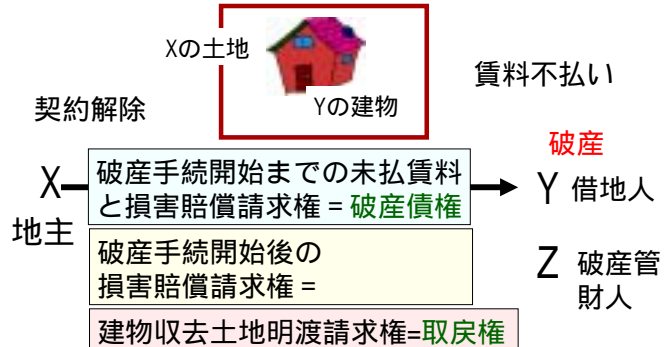 Xの土地
Yの建物
賃料不払い
契約解除
破産
X
地主
破産手続開始までの未払賃料
と損害賠償請求権 = 破産債権
Y 借地人
破産手続開始後の
損害賠償請求権 =
Z 破産管
財人
建物収去土地明渡請求権=取戻権